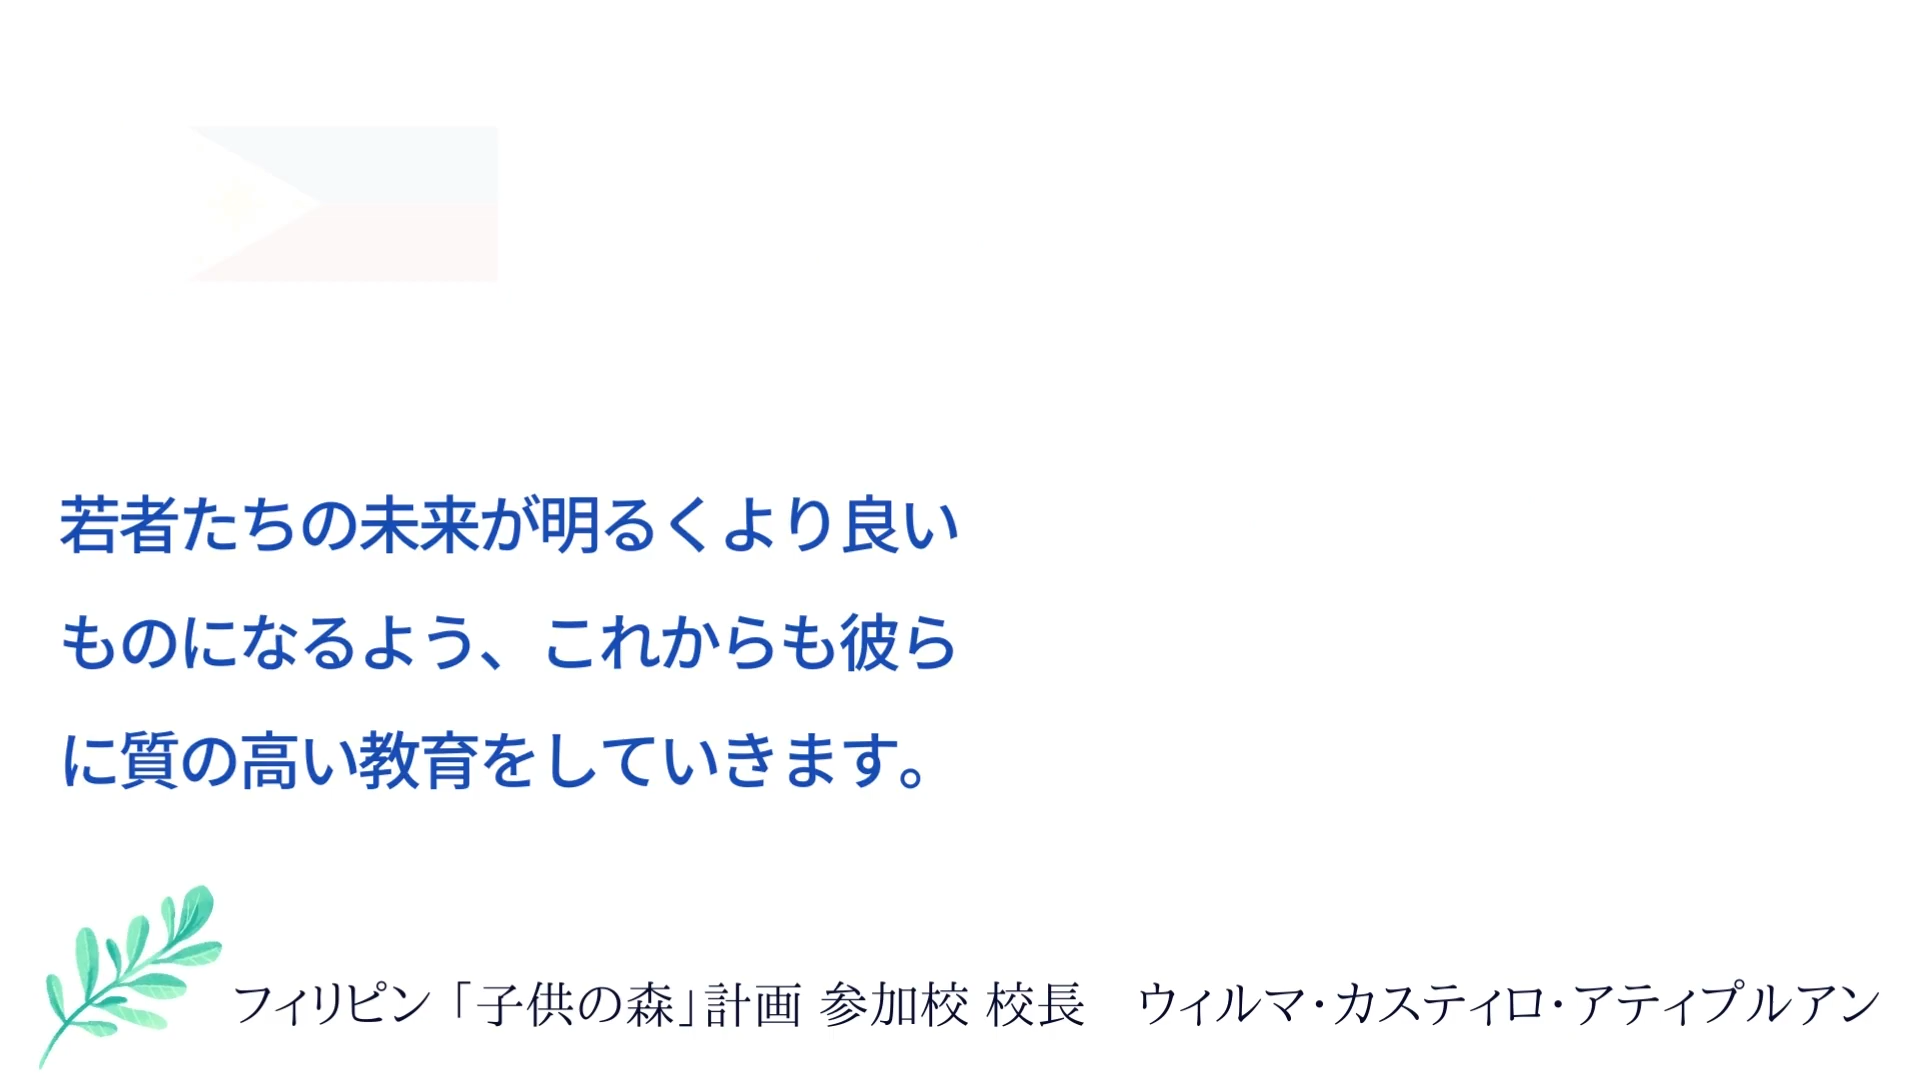 若者たちの未来が明るくより良い
ものになるよう、これからも彼ら
に質の高い教育をしていきます。
フィリピン「子供の森」計画 参加校 校長　ウィルマ・カスティロ・アティプルアン